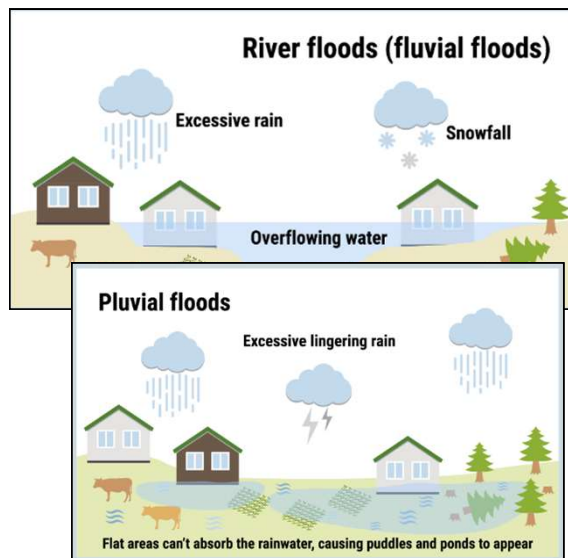 River floods (fluvial floods)
Excessive rain
Snowfall
Overflowing water
Pluvial floods
Excessive lingering rain
Flat areas can't absorb the rainwater, causing puddles and ponds to appear